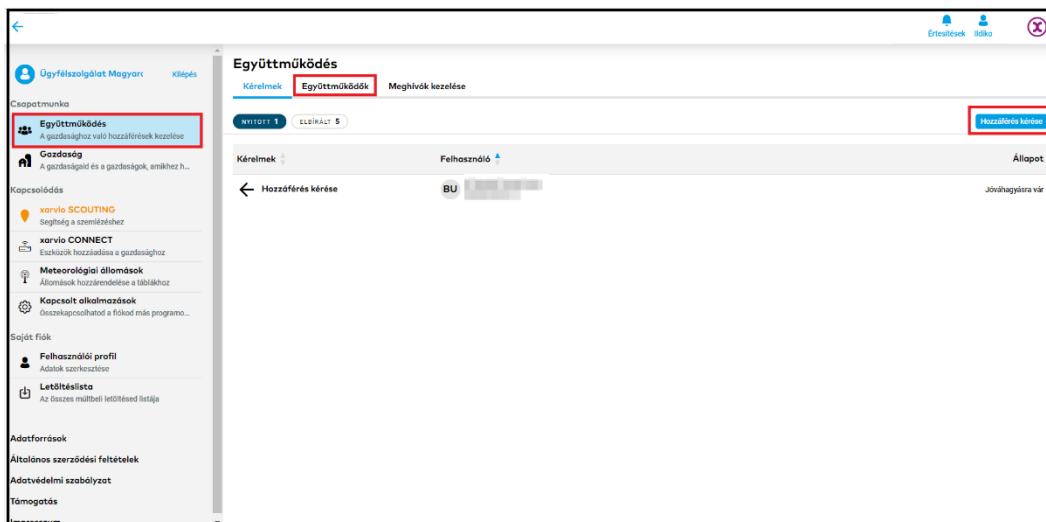 Értesítések Ildiko
Ügyfélszolgálat Magyarc Kilépés
Csapatmunka
Együttműködés
A gazdasághoz való hozzáférések kezelése
Gazdaság
A gazdaságaid és a gazdaságok, amikhez h...
Kapcsolódás
xarvio SCOUTING
Segítség a szemlézéshez
xarvio CONNECT
Eszközök hozzáadása a gazdasághoz
Meteorológiai állomások
Állomások hozzárendelése a táblákhoz
Kapcsolt alkalmazások
Összekapcsolhatod a fiókod más programo...
Saját fiók
Felhasználói profil
Adatok szerkesztése
Letöltéslista
Az összes múltbeli letöltésed listája
Adatforrások
Általános szerződési feltételek
Adatvédelmi szabályzat
Támogatás
Impresszum
Együttműködés
Kérelmek Együttműködők Meghívók kezelése
NYITOTT 1 ELBÍRÁLT 5 Hozzáférés kérése
Kérelmek Felhasználó Állapot
Hozzáférés kérése BU Jóváhagyásra vár